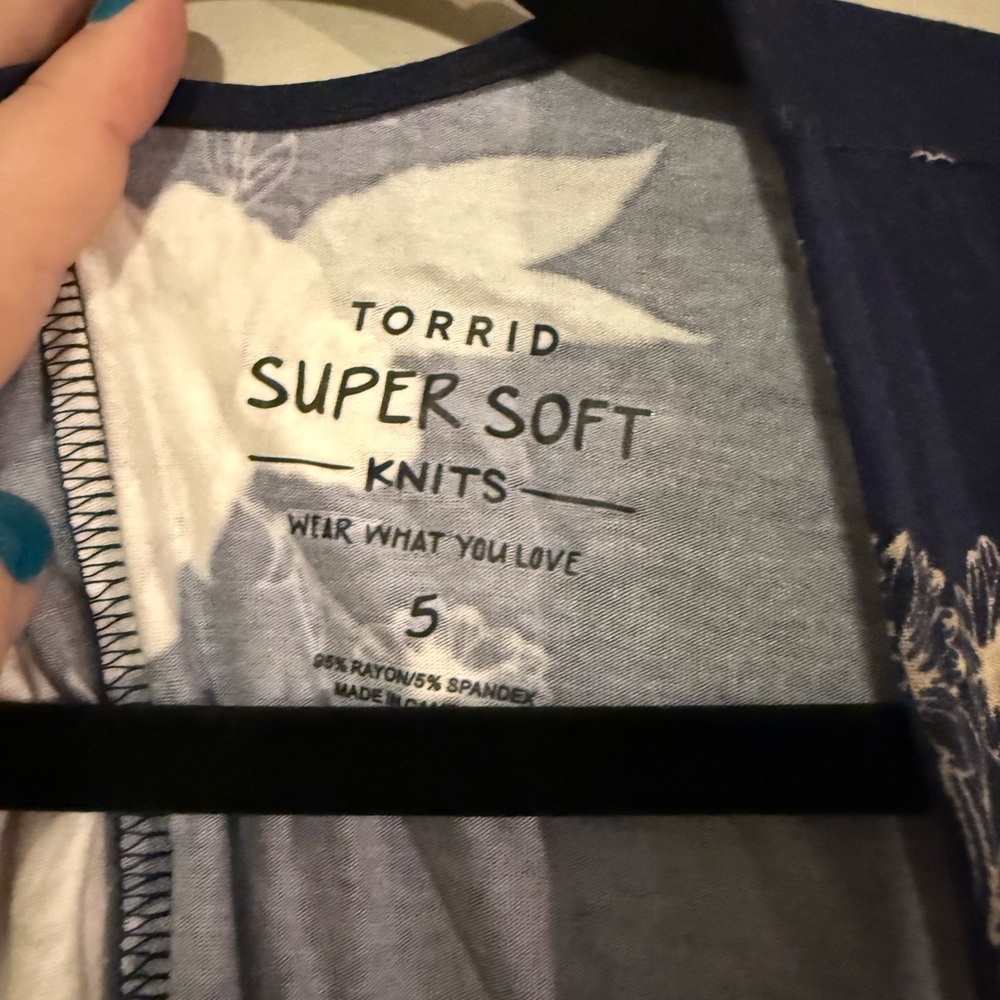 TORRID
SUPER SOFT
KNITS
WEAR WHAT YOU LOVE
5
95% RAYON/5% SPANDEX
MADE IN